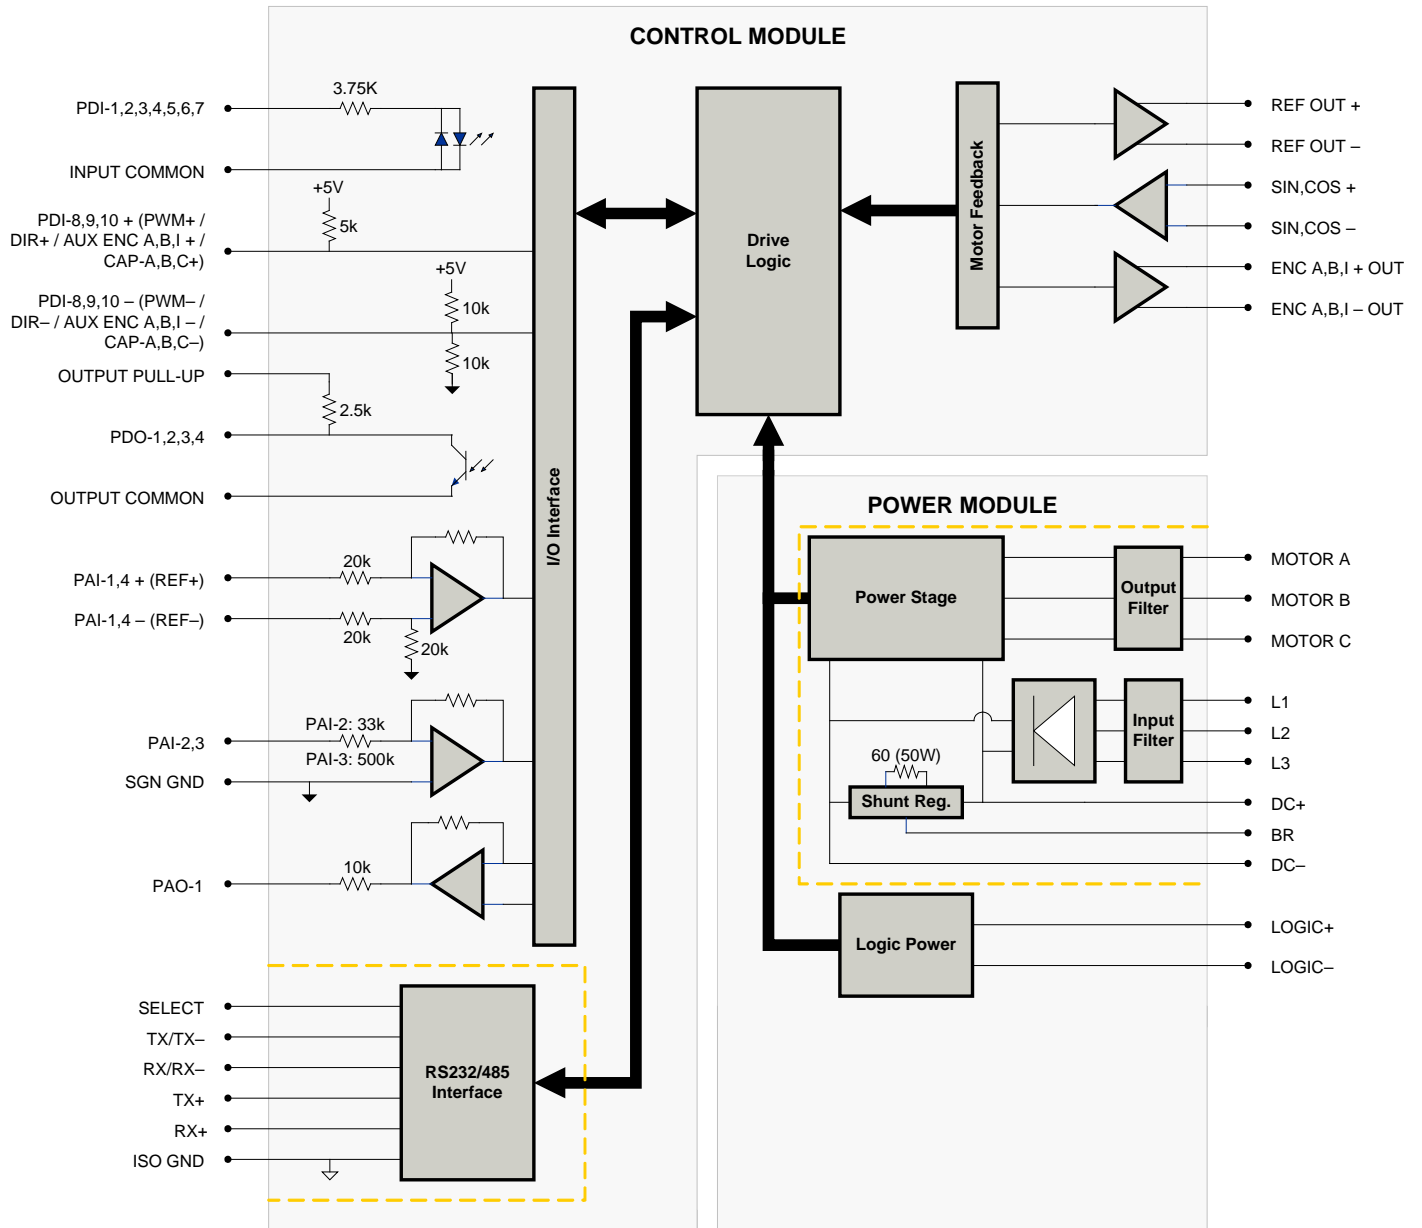 CONTROL MODULE
PDI-1,2,3,4,5,6,7
3.75K
INPUT COMMON
+5V
5k
PDI-8,9,10 + (PWM+ /
DIR+ / AUX ENC A,B,I + /
CAP-A,B,C+)
+5V
10k
10k
PDI-8,9,10 – (PWM– /
DIR– / AUX ENC A,B,I – /
CAP-A,B,C–)
OUTPUT PULL-UP
2.5k
PDO-1,2,3,4
OUTPUT COMMON
PAI-1,4 + (REF+)
20k
PAI-1,4 – (REF–)
20k
20k
PAI-2,3
PAI-2: 33k
PAI-3: 500k
SGN GND
PAO-1
10k
I/O Interface
Drive
Logic
Motor Feedback
REF OUT +
REF OUT –
SIN,COS +
SIN,COS –
ENC A,B,I + OUT
ENC A,B,I – OUT
SELECT
TX/TX–
RX/RX–
TX+
RX+
ISO GND
RS232/485
Interface
POWER MODULE
Power Stage
Output
Filter
MOTOR A
MOTOR B
MOTOR C
Input
Filter
L1
L2
L3
60 (50W)
Shunt Reg.
DC+
BR
DC–
Logic Power
LOGIC+
LOGIC–